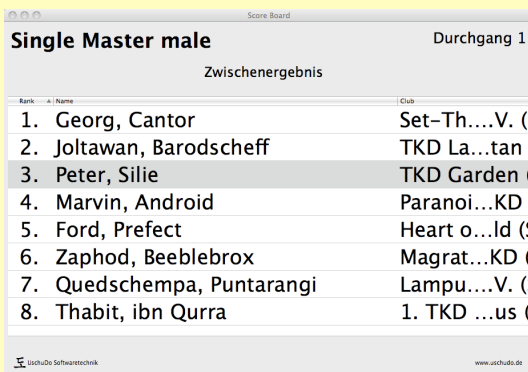 Score Board
Single Master male Durchgang 1
Zwischenergebnis
Rank Name Club
1. Georg, Cantor Set-Th....V. (
2. Joltawan, Barodscheff TKD La...tan
3. Peter, Silie TKD Garden (
4. Marvin, Android Paranoi...KD
5. Ford, Prefect Heart o...ld (S
6. Zaphod, Beeblebrox Magrat...KD (
7. Quedschempa, Puntarangi Lampu....V. (
8. Thabit, ibn Qurra 1. TKD ...us (
UschuDo Softwaretechnik www.uschudo.de